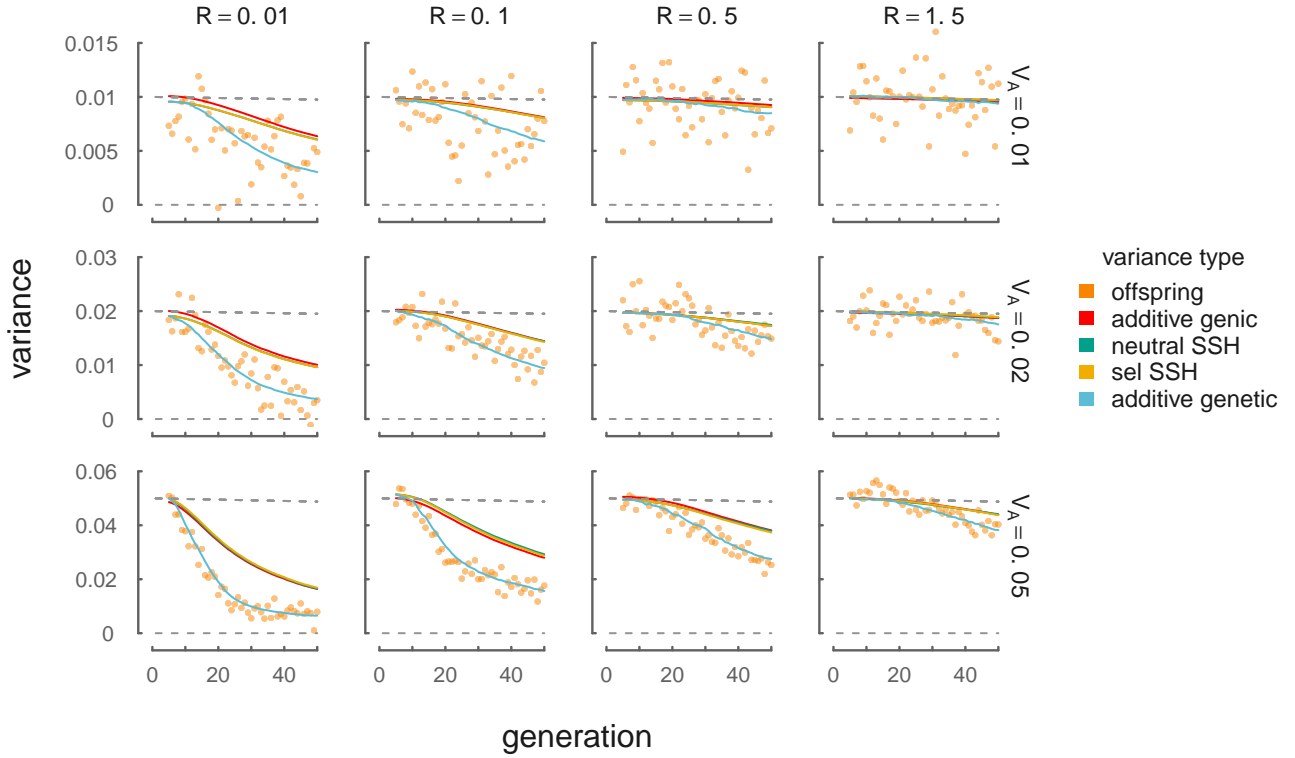 R = 0. 01
R = 0. 1
R = 0. 5
R = 1. 5
0.015
0.01
0.005
0
V_A = 0. 01
0.03
0.02
0.01
0
V_A = 0. 02
0.06
0.04
0.02
0
V_A = 0. 05
0 20 40
0 20 40
0 20 40
0 20 40
variance
generation
variance type
offspring
additive genic
neutral SSH
sel SSH
additive genetic